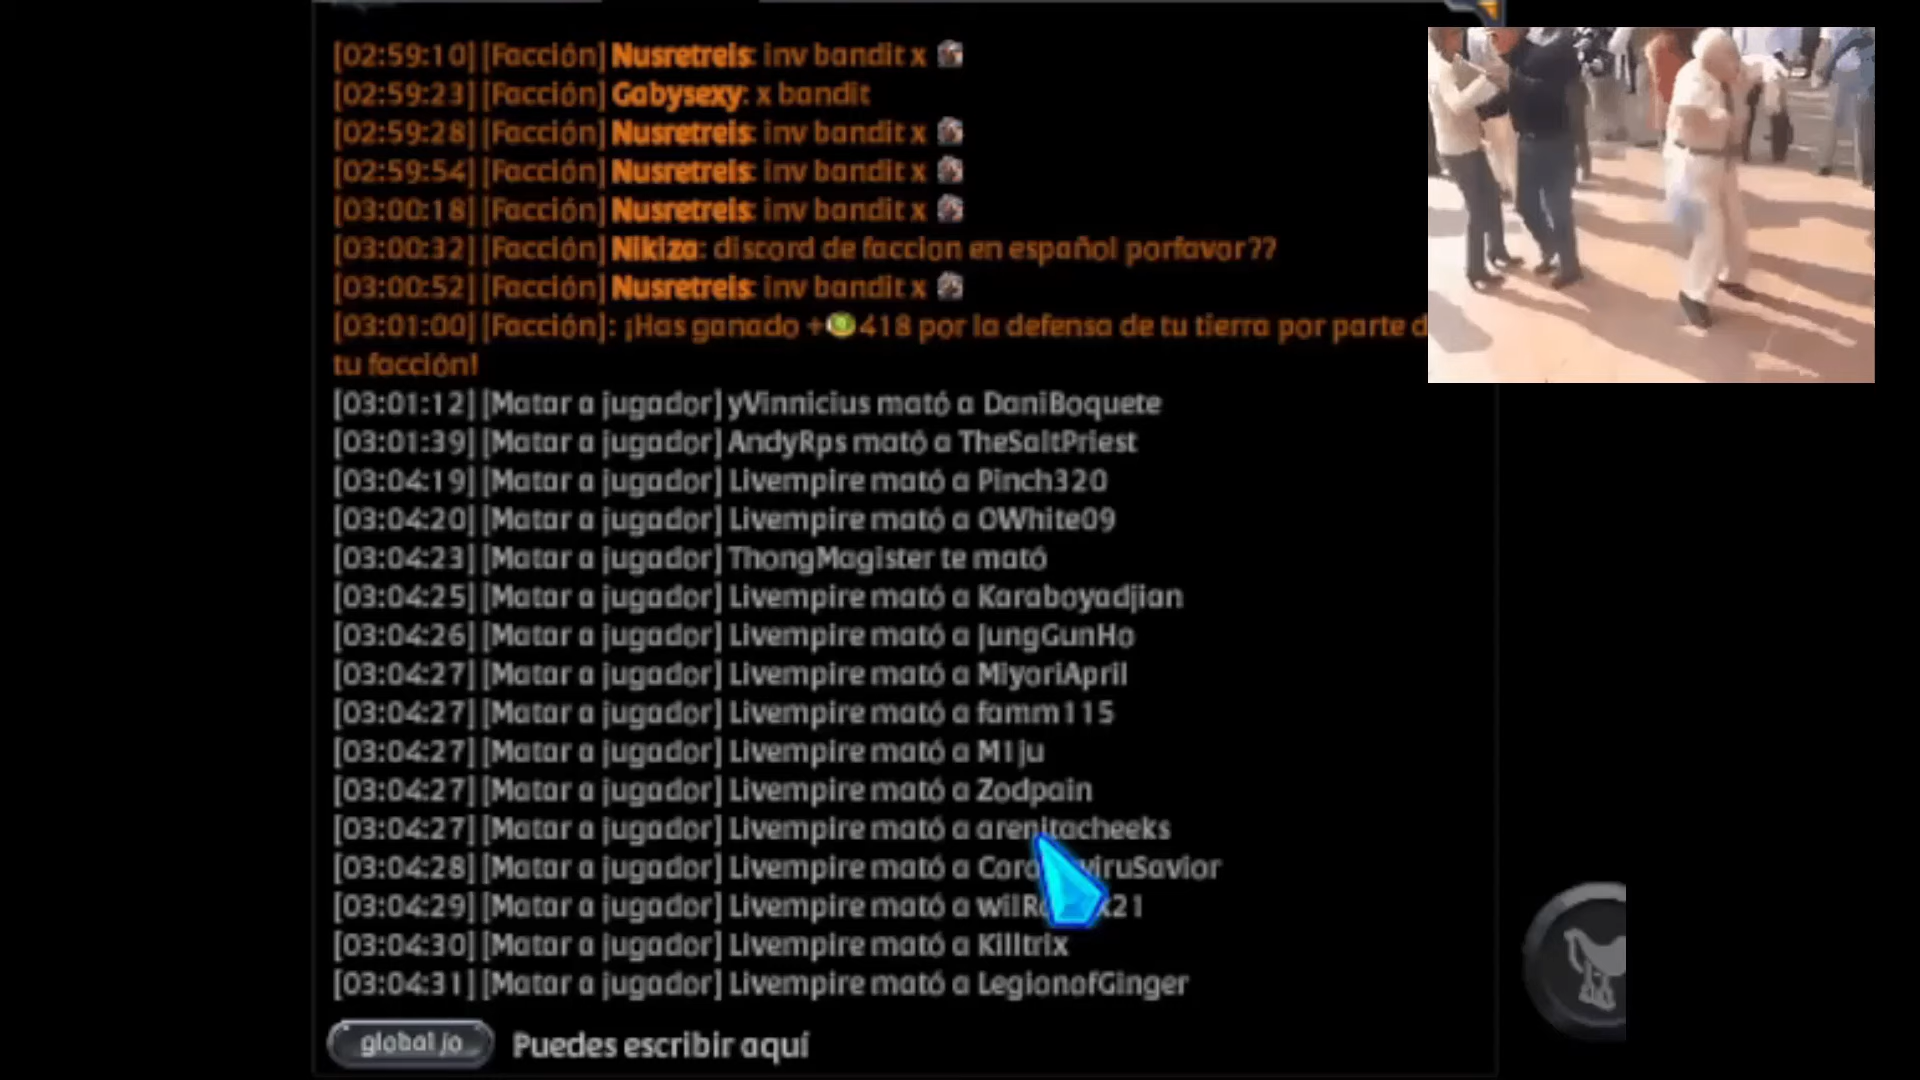 [02:59:10] [Facción] Nusretreis: inv bandit x
[02:59:23] [Facción] Gabysexy: x bandit
[02:59:28] [Facción] Nusretreis: inv bandit x
[02:59:54] [Facción] Nusretreis: inv bandit x
[03:00:18] [Facción] Nusretreis: inv bandit x
[03:00:32] [Facción] Nikiza: discord de faccion en español porfavor??
[03:00:52] [Facción] Nusretreis: inv bandit x
[03:01:00] [Facción]: ¡Has ganado + 418 por la defensa de tu tierra por parte
tu facción!
[03:01:12] [Matar a jugador] yVinnicius mató a DaniBoquete
[03:01:39] [Matar a jugador] AndyRps mató a TheSaltPriest
[03:04:19] [Matar a jugador] Livempire mató a Pinch320
[03:04:20] [Matar a jugador] Livempire mató a OWhite09
[03:04:23] [Matar a jugador] ThongMagister te mató
[03:04:25] [Matar a jugador] Livempire mató a Karaboyadjian
[03:04:26] [Matar a jugador] Livempire mató a JungGunHo
[03:04:27] [Matar a jugador] Livempire mató a MiyoriApril
[03:04:27] [Matar a jugador] Livempire mató a famm115
[03:04:27] [Matar a jugador] Livempire mató a M1ju
[03:04:27] [Matar a jugador] Livempire mató a Zodpain
[03:04:27] [Matar a jugador] Livempire mató a arenitacheeks
[03:04:28] [Matar a jugador] Livempire mató a
[03:04:29] [Matar a jugador] Livempire mató a
[03:04:30] [Matar a jugador] Livempire mató a Killtrix
[03:04:31] [Matar a jugador] Livempire mató a LegionofGinger
global /o Puedes escribir aquí